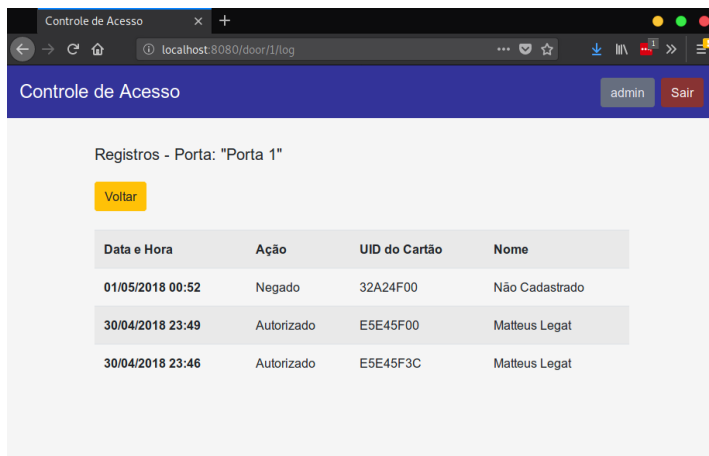 Controle de Acesso
localhost:8080/door/1/log
1
Controle de Acesso
admin
Sair
Registros - Porta: "Porta 1"
Voltar
Data e Hora Ação UID do Cartão Nome
01/05/2018 00:52 Negado 32A24F00 Não Cadastrado
30/04/2018 23:49 Autorizado E5E45F00 Matteus Legat
30/04/2018 23:46 Autorizado E5E45F3C Matteus Legat